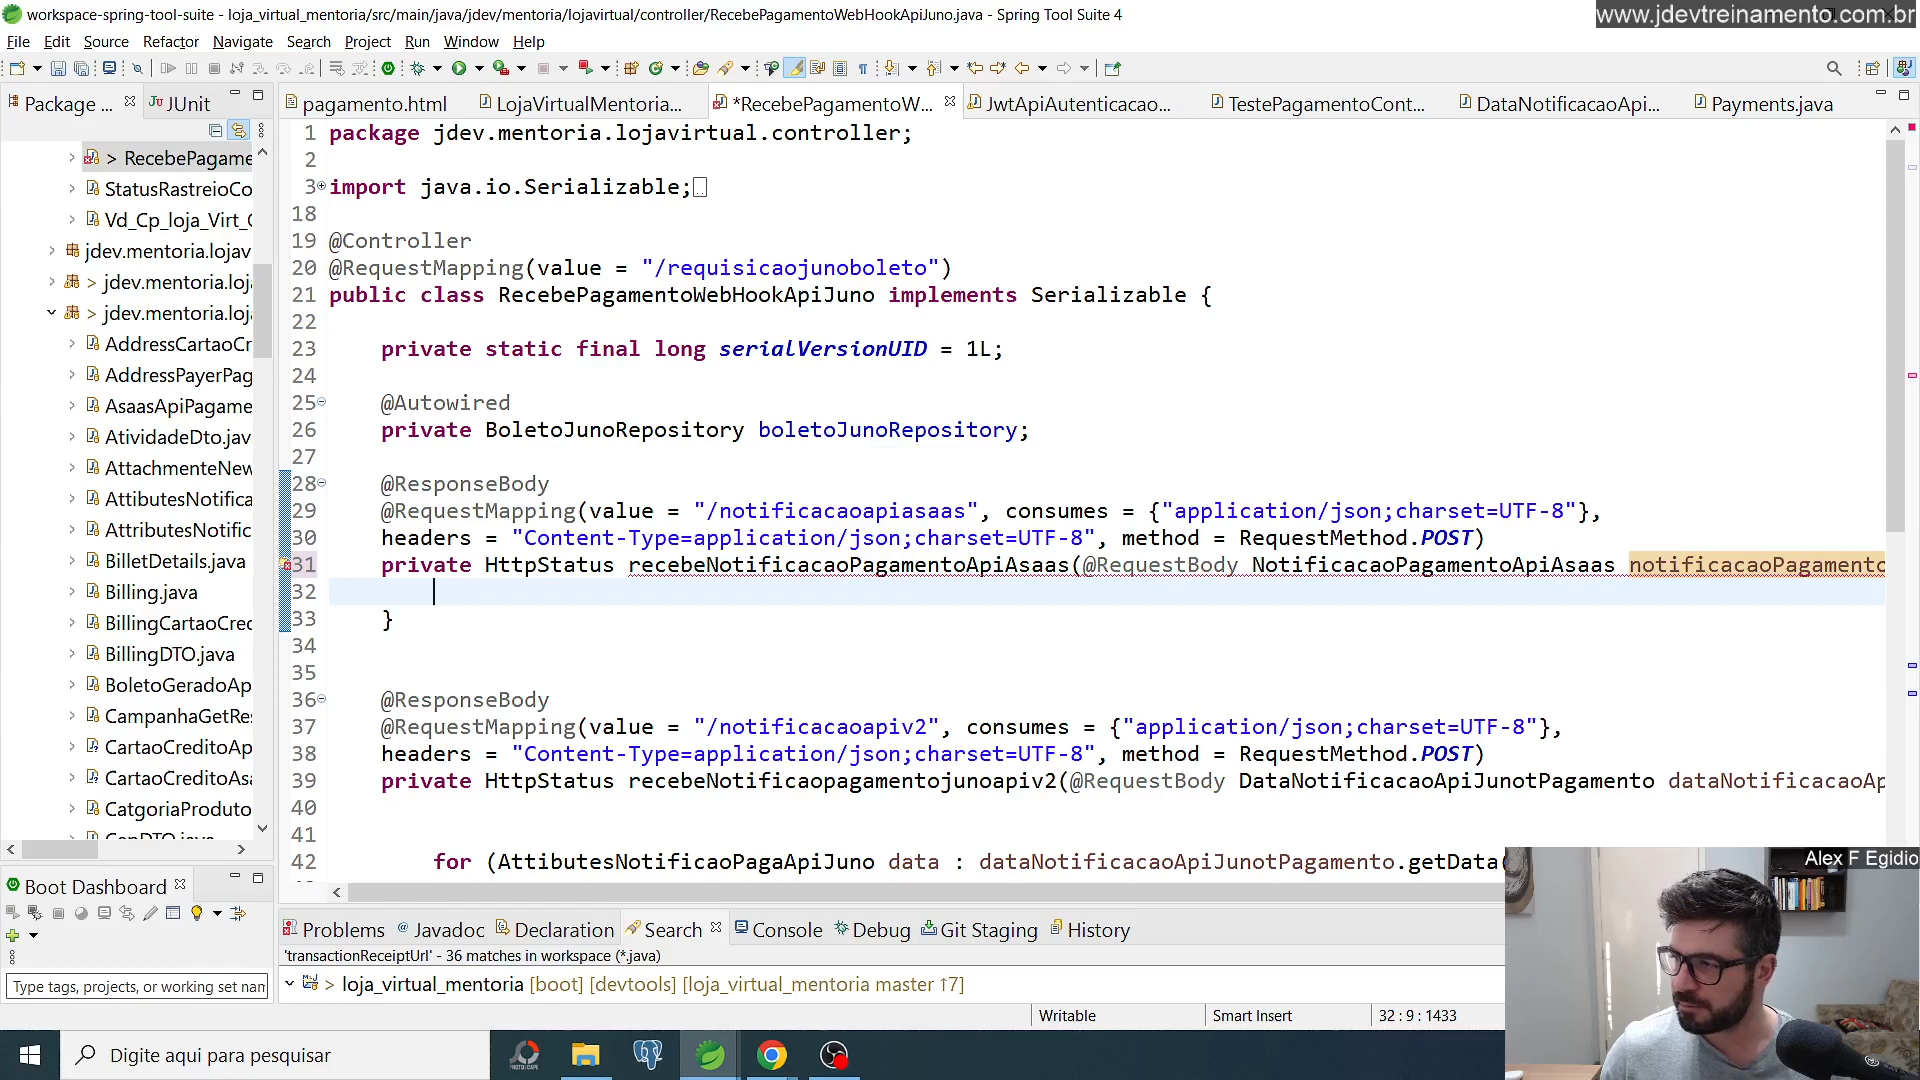 workspace-spring-tool-suite - loja_virtual_mentoria/src/main/java/jdev/mentoria/lojavirtual/controller/RecebePagamentoWebHookApiJuno.java - Spring Tool Suite 4
www.jdevtreinamento.com.br
File Edit Source Refactor Navigate Search Project Run Window Help
Package ... JUnit
pagamento.html LojaVirtualMentoria... *RecebePagamentoW... JwtApiAutenticacao... TestePagamentoCont... DataNotificacaoApi... Payments.java
> RecebePagame
StatusRastreioCo
Vd_Cp_loja_Virt_
jdev.mentoria.lojav
> jdev.mentoria.loj
> jdev.mentoria.loj
AddressCartaoCr
AddressPayerPag
AsaasApiPagame
AtividadeDto.jav
AttachmenteNew
AttibutesNotifica
AttributesNotific
BilletDetails.java
Billing.java
BillingCartaoCrec
BillingDTO.java
BoletoGeradoAp
CampanhaGetRes
CartaoCreditoAp
CartaoCreditoAsa
CatgoriaProduto
CepDTO.java
1 package jdev.mentoria.lojavirtual.controller;
2
3 import java.io.Serializable;
18
19 @Controller
20 @RequestMapping(value = "/requisicaojunoboleto")
21 public class RecebePagamentoWebHookApiJuno implements Serializable {
22
23 private static final long serialVersionUID = 1L;
24
25 @Autowired
26 private BoletoJunoRepository boletoJunoRepository;
27
28 @ResponseBody
29 @RequestMapping(value = "/notificacaoapiasaas", consumes = {"application/json;charset=UTF-8"},
30 headers = "Content-Type=application/json;charset=UTF-8", method = RequestMethod.POST)
31 private HttpStatus recebeNotificacaoPagamentoApiAsaas(@RequestBody NotificacaoPagamentoApiAsaas notificacaoPagamento
32
33 }
34
35
36 @ResponseBody
37 @RequestMapping(value = "/notificacaoapiv2", consumes = {"application/json;charset=UTF-8"},
38 headers = "Content-Type=application/json;charset=UTF-8", method = RequestMethod.POST)
39 private HttpStatus recebeNotificaopagamentojunoapiv2(@RequestBody DataNotificacaoApiJunotPagamento dataNotificacaoAp
40
41
42 for (AttibutesNotificaoPagaApiJuno data : dataNotificacaoApiJunotPagamento.getData(
Alex F Egidio
Boot Dashboard
Type tags, projects, or working set nam
Problems Javadoc Declaration Search Console Debug Git Staging History
'transactionReceiptUrl' - 36 matches in workspace (*.java)
> loja_virtual_mentoria [boot] [devtools] [loja_virtual_mentoria master ↑7]
Writable Smart Insert 32 : 9 : 1433
Digite aqui para pesquisar